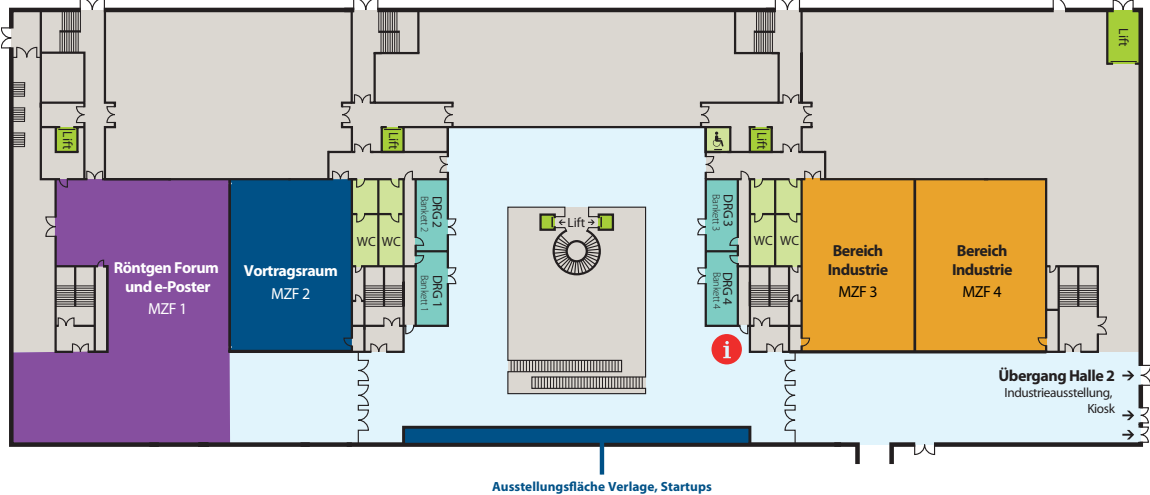 Lift
Lift
Lift
Lift
← Lift →
WC
WC
WC
WC
DRG 2
Bankett 2
DRG 1
Bankett 1
DRG 3
Bankett 3
DRG 4
Bankett 4
Röntgen Forum
und e-Poster
MZF 1
Vortragsraum
MZF 2
Bereich
Industrie
MZF 3
Bereich
Industrie
MZF 4
i
Übergang Halle 2 →
Industrieausstellung,
Kiosk →
→
Ausstellungsfläche Verlage, Startups